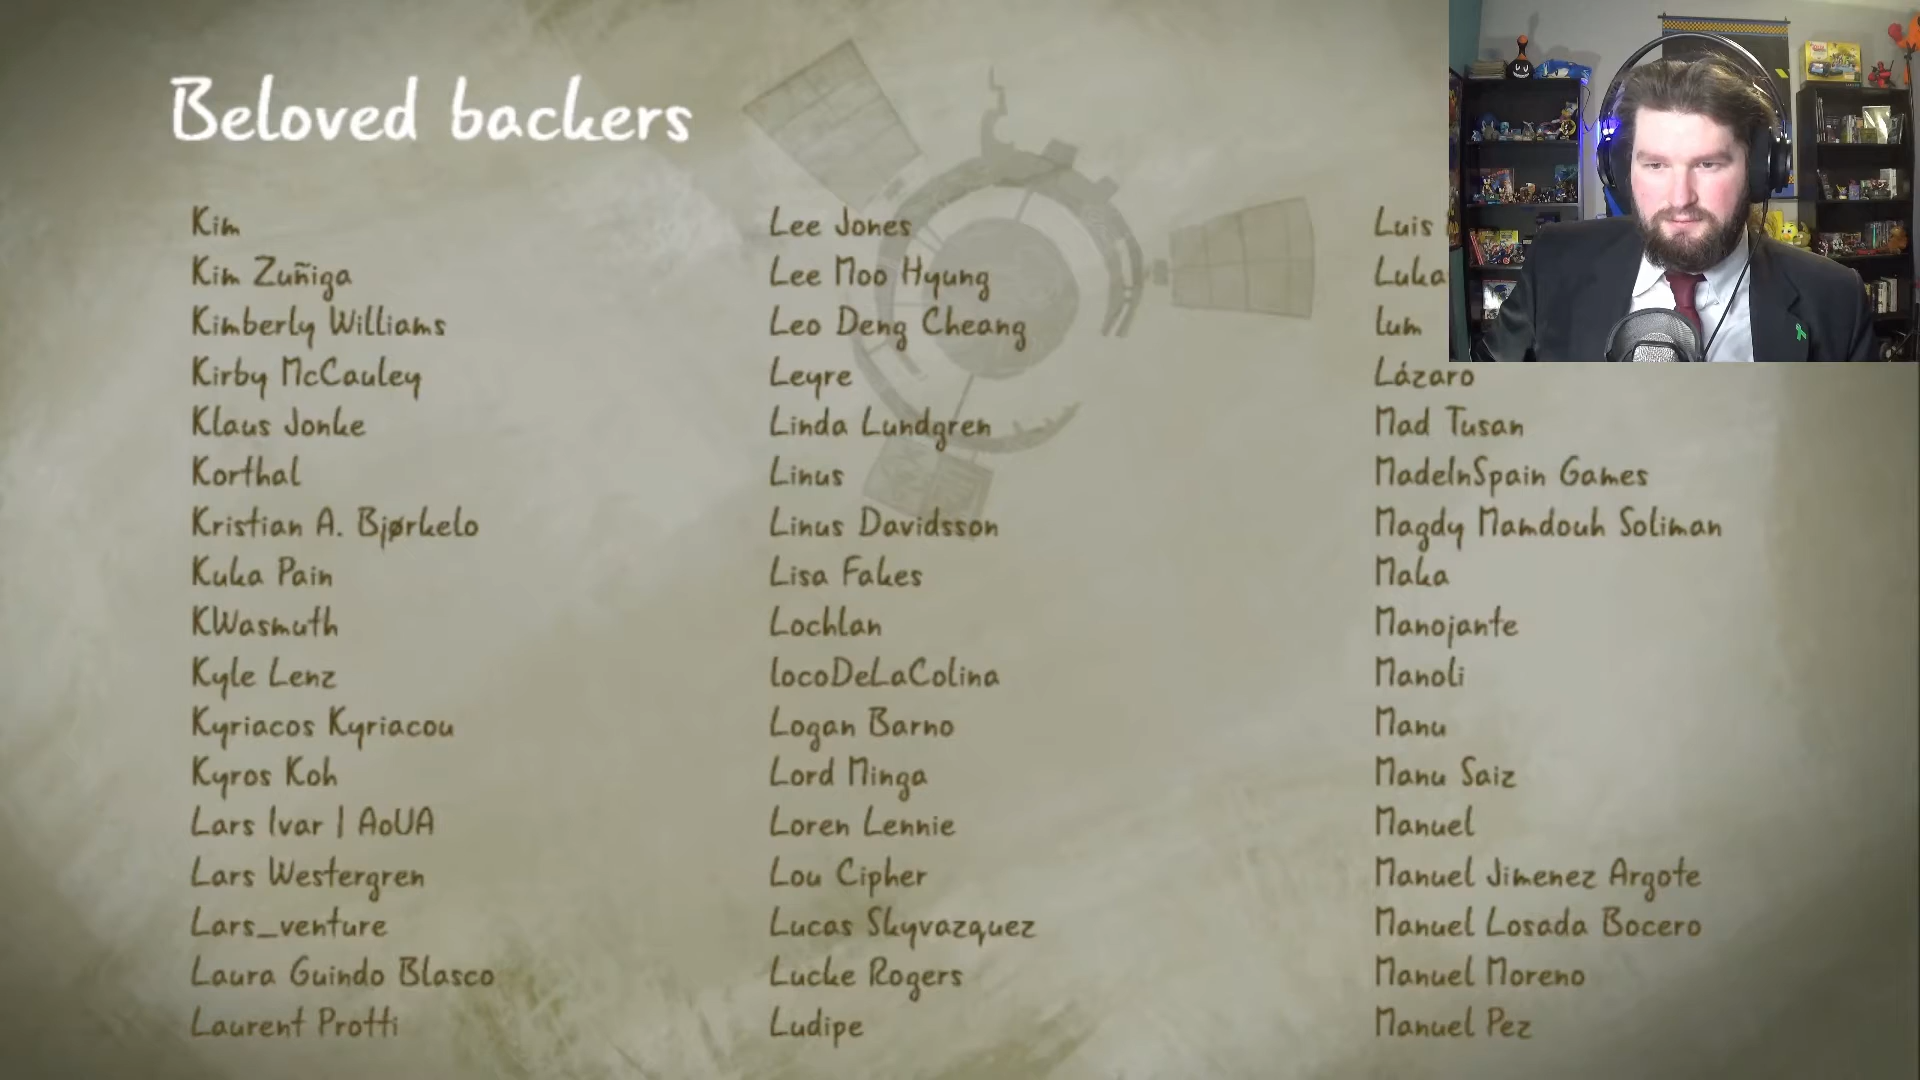 Beloved backers
Kim
Kim Zuñiga
Kimberly Williams
Kirby McCauley
Klaus Jonke
Korthal
Kristian A. Bjørkelo
Kuka Pain
KWasmuth
Kyle Lenz
Kyriacos Kyriacou
Kyros Koh
Lars Ivar | AoUA
Lars Westergren
Lars_venture
Laura Guindo Blasco
Laurent Protti
Lee Jones
Lee Moo Hyung
Leo Deng Cheang
Leyre
Linda Lundgren
Linus
Linus Davidsson
Lisa Fakes
Lochlan
locoDeLaColina
Logan Barno
Lord Minga
Loren Lennie
Lou Cipher
Lucas Skyvazquez
Lucke Rogers
Ludipe
Luis
Luka
lum
Lázaro
Mad Tusan
MadeInSpain Games
Magdy Mamdouh Soliman
Maka
Manojante
Manoli
Manu
Manu Saiz
Manuel
Manuel Jimenez Argote
Manuel Losada Bocero
Manuel Moreno
Manuel Pez